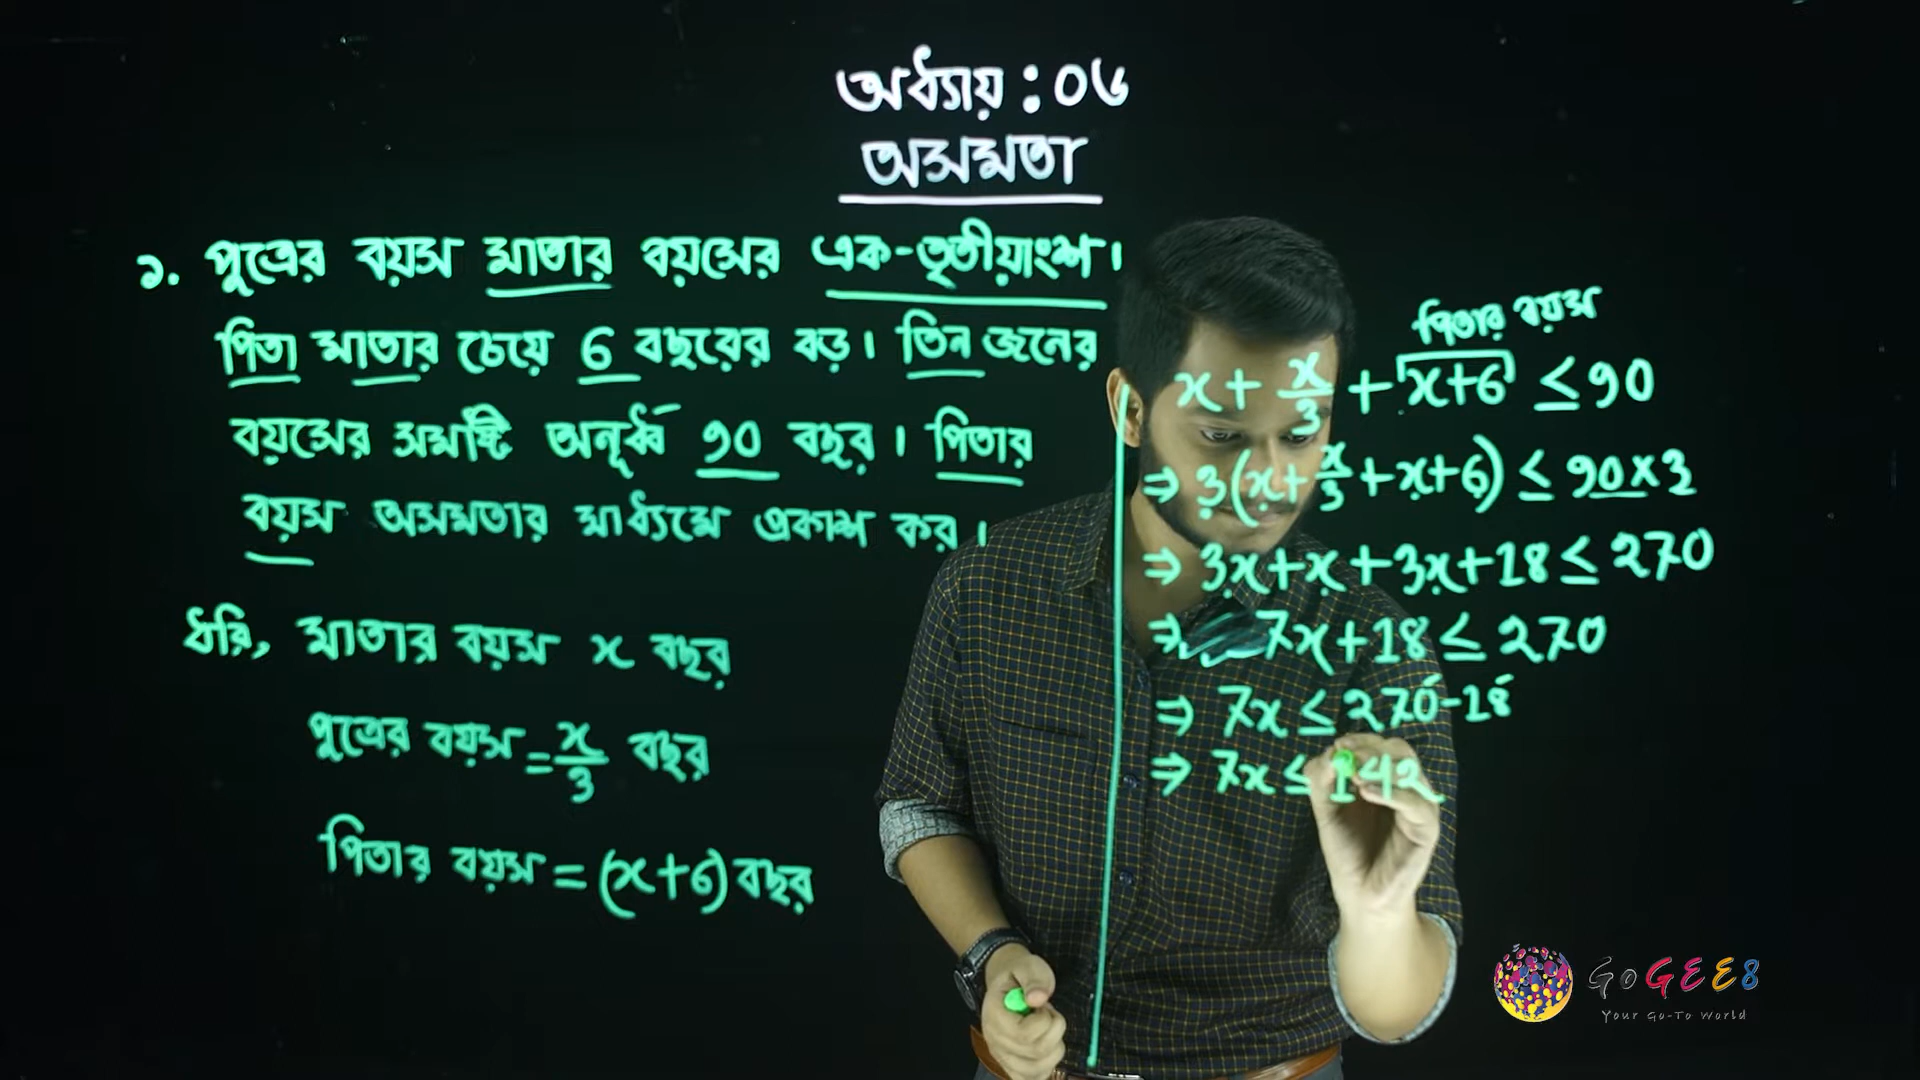 অধ্যায় : ০৬
অসমতা
১. পুত্রের বয়স মাতার বয়সের এক-তৃতীয়াংশ।
পিতা মাতার চেয়ে 6 বছরের বড়। তিন জনের
বয়সের সমষ্টি অনূর্ধ্ব 90 বছর। পিতার
বয়স অসমতার মাধ্যমে প্রকাশ কর।
ধরি, মাতার বয়স x বছর
পুত্রের বয়স = x/3 বছর
পিতার বয়স = (x+6) বছর
পিতার বয়স
x + x/3 + x+6 ≤ 90
⇒ 3(x + x/3 + x+6) ≤ 90×3
⇒ 3x+x+3x+18 ≤ 270
⇒ 7x+18 ≤ 270
⇒ 7x ≤ 270-18
⇒ 7x ≤ 142
GoGEE8
Your Go-To World